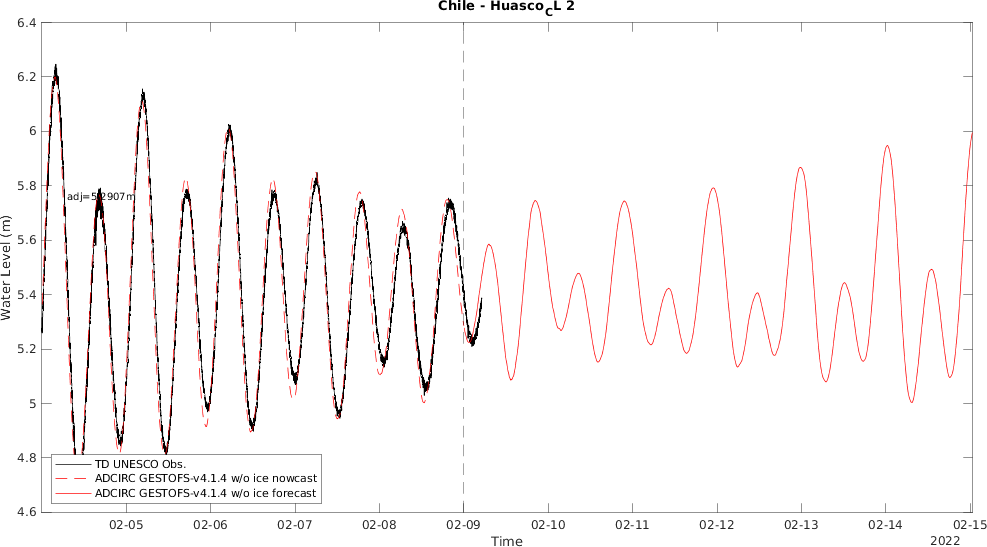 Chile - HuascoCL 2
6.4
6.2
6
5.8
5.6
5.4
5.2
5
4.8
4.6
Water Level (m)
adj=5.2907m
TD UNESCO Obs.
ADCIRC GESTOFS-v4.1.4 w/o ice nowcast
ADCIRC GESTOFS-v4.1.4 w/o ice forecast
02-05 02-06 02-07 02-08 02-09 02-10 02-11 02-12 02-13 02-14 02-15
Time
2022